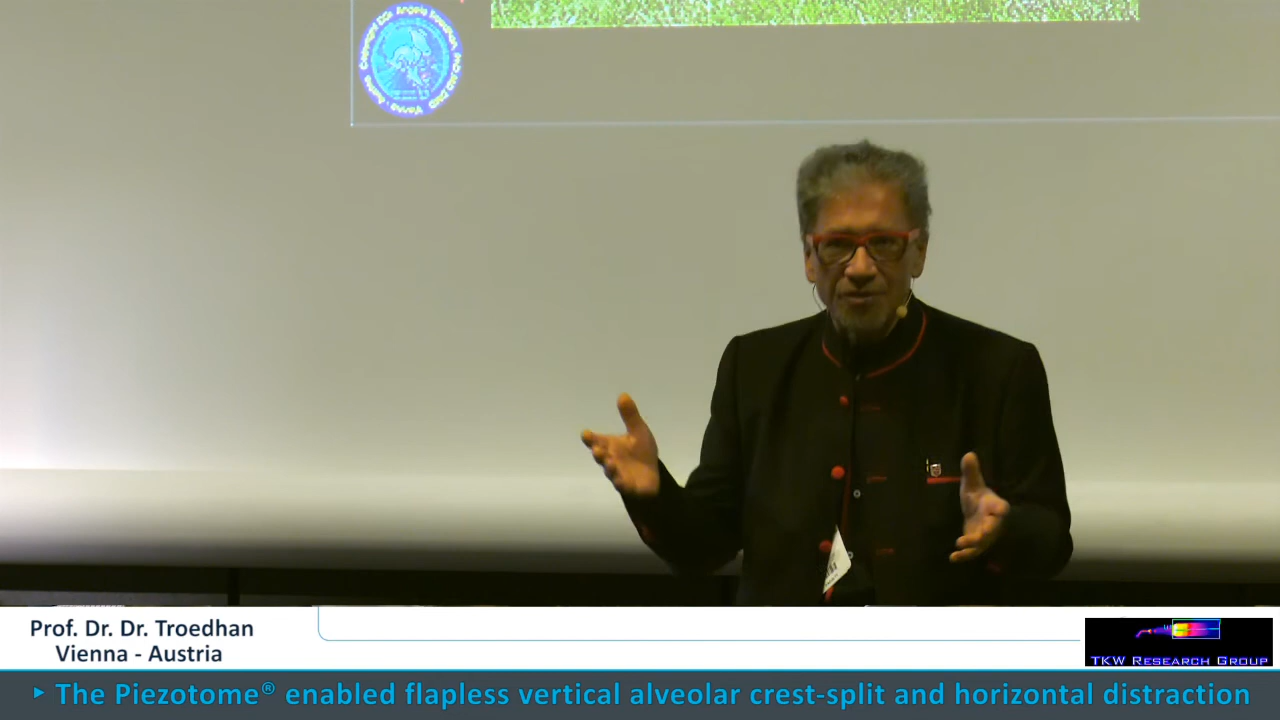 Prof. Dr. Dr. Troedhan
Vienna - Austria
TKW Research Group
The Piezotome® enabled flapless vertical alveolar crest-split and horizontal distraction